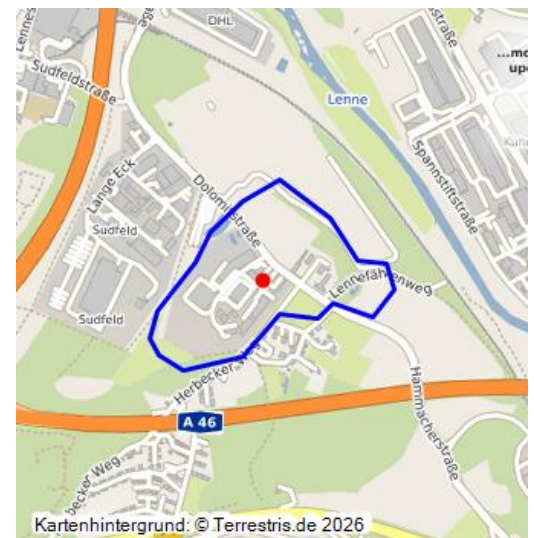 DHL
Sudfeldstraße
Lenne
Lange Eck
Dolomitstraße
Sudfeld
Spannstiftstraße
Lennefährenweg
Sudfeld
Herbecker Weg
Hammacherstraße
A 46
Herbecker Weg
Kartenhintergrund: © Terrestris.de 2026